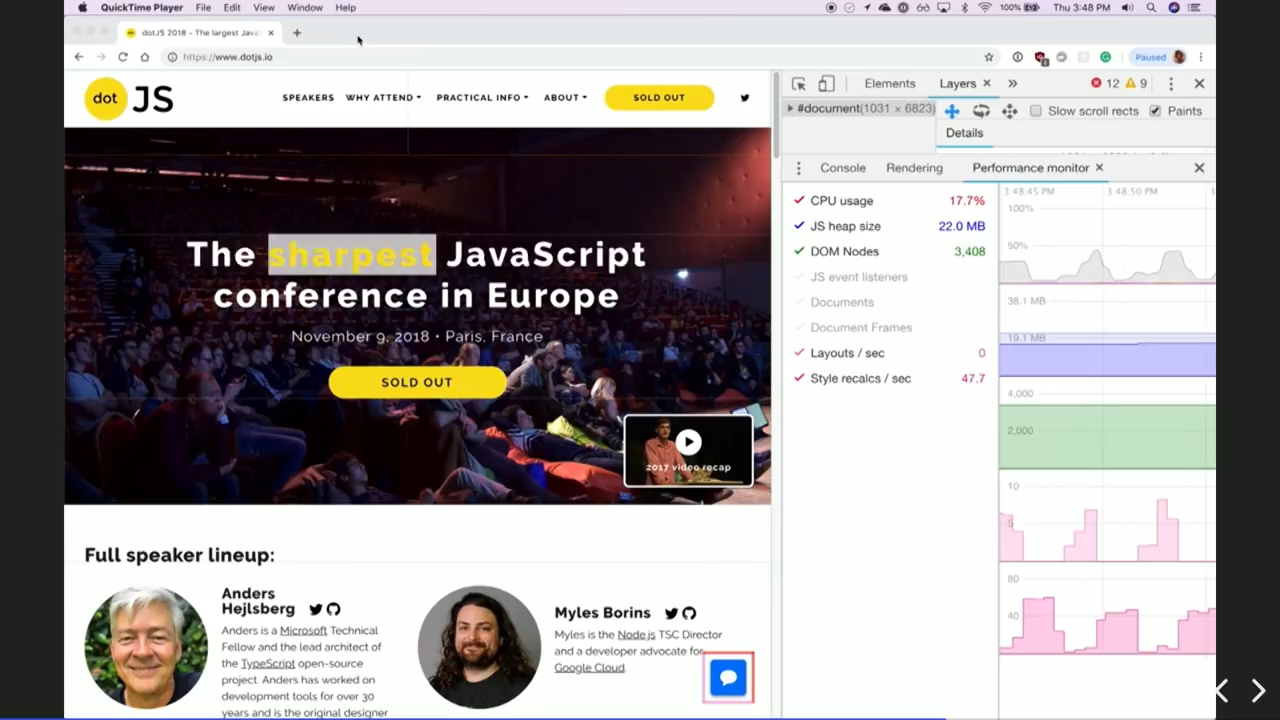 QuickTime Player File Edit View Window Help
100% Thu 3:48 PM
dotJS 2018 - The largest Java
https://www.dotjs.io
Paused
dot JS
SPEAKERS WHY ATTEND PRACTICAL INFO ABOUT SOLD OUT
The sharpest JavaScript
conference in Europe
November 9, 2018 • Paris, France
SOLD OUT
2017 video recap
Full speaker lineup:
Anders
Hejlsberg
Anders is a Microsoft Technical
Fellow and the lead architect of
the TypeScript open-source
project. Anders has worked on
development tools for over 30
years and is the original designer
Myles Borins
Myles is the Node.js TSC Director
and a developer advocate for
Google Cloud.
Elements Layers 12 9
#document(1031 × 6823)
Slow scroll rects Paints
Details
Console Rendering Performance monitor
CPU usage 17.7%
JS heap size 22.0 MB
DOM Nodes 3,408
JS event listeners
Documents
Document Frames
Layouts / sec 0
Style recalcs / sec 47.7
3:48:45 PM 3:48:50 PM
100%
50%
38.1 MB
19.1 MB
4,000
2,000
10
5
80
40